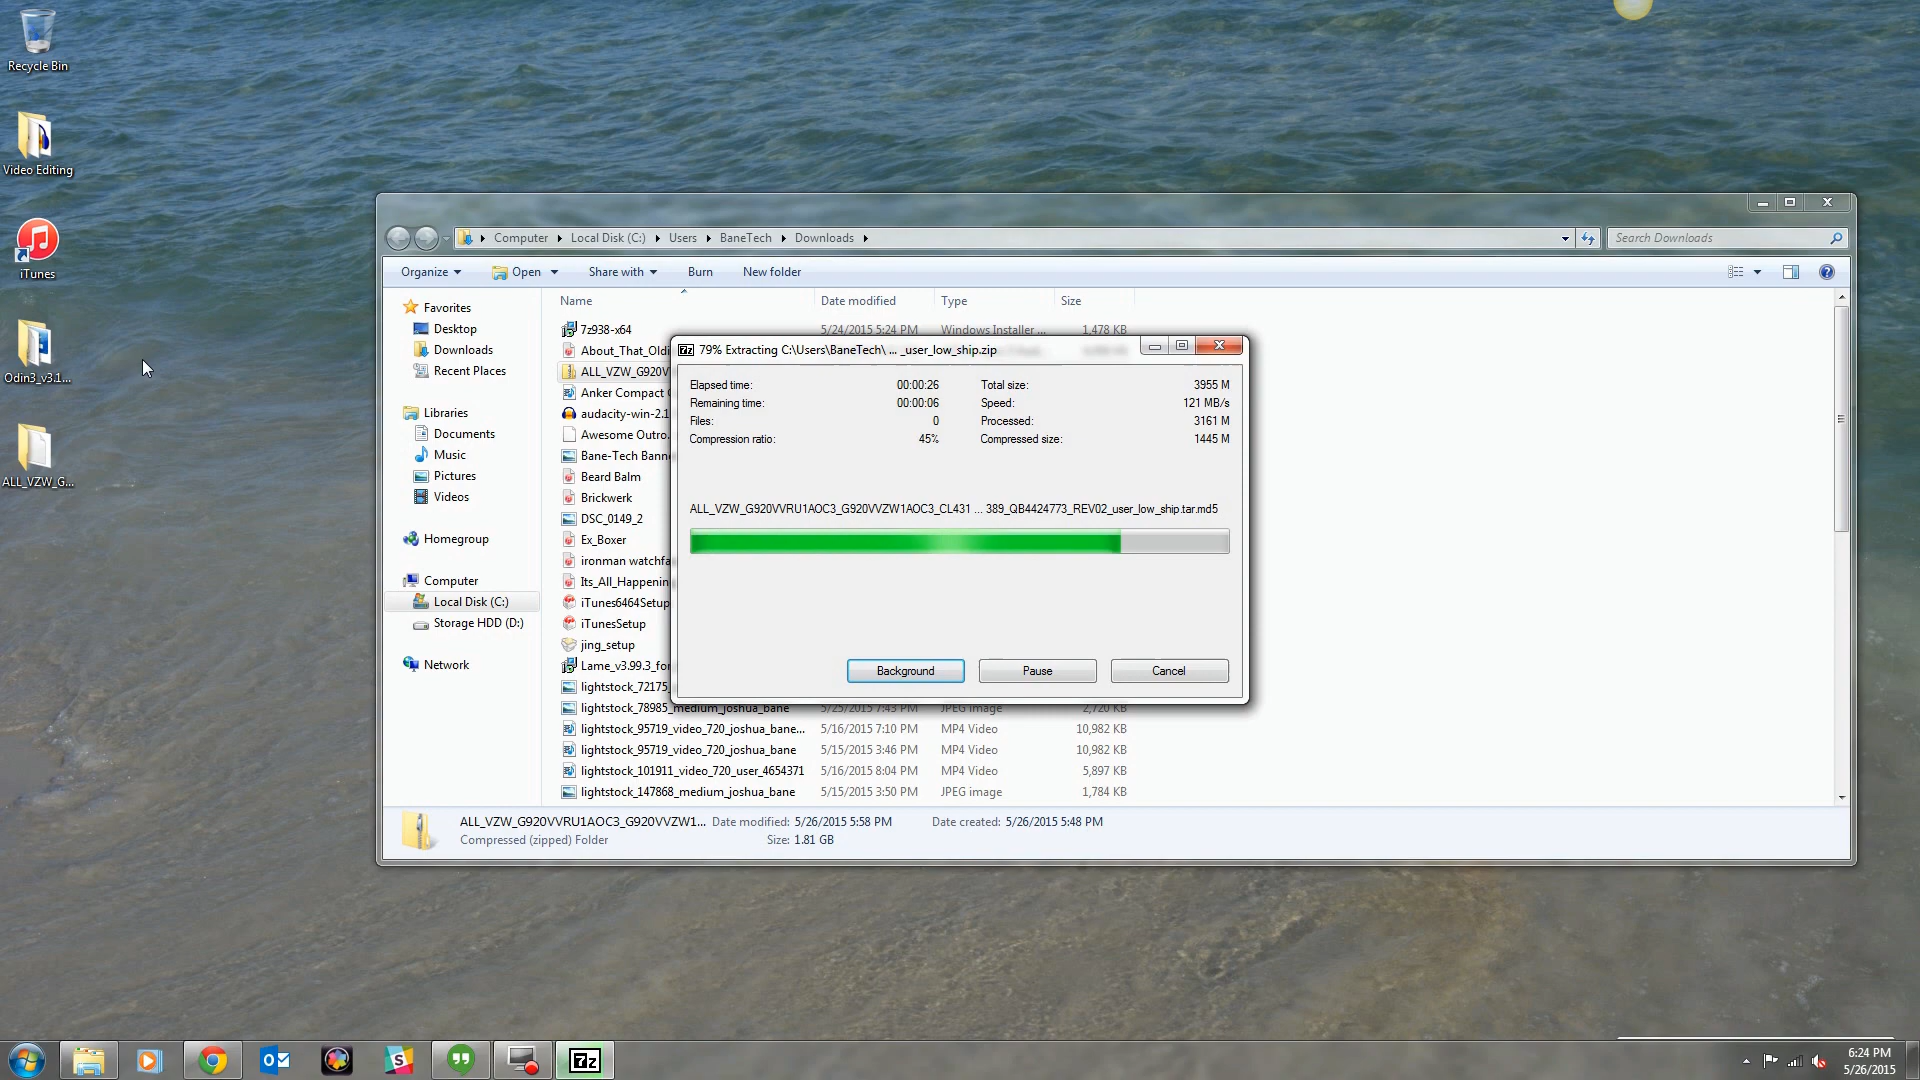 Recycle Bin
Video Editing
iTunes
Odin3_v3.1...
ALL_VZW_G...
Computer Local Disk (C:) Users BaneTech Downloads
Search Downloads
Organize Open Share with Burn New folder
Favorites
Desktop
Downloads
Recent Places
Libraries
Documents
Music
Pictures
Videos
Homegroup
Computer
Local Disk (C:)
Storage HDD (D:)
Network
Name Date modified Type Size
7z938-x64 5/24/2015 5:24 PM Windows Installer ... 1,478 KB
About_That_Oldi
ALL_VZW_G920V
Anker Compact
audacity-win-2.1
Awesome Outro.
Bane-Tech Bann
Beard Balm
Brickwerk
DSC_0149_2
Ex_Boxer
ironman watchfa
Its_All_Happenin
iTunes6464Setup
iTunesSetup
jing_setup
Lame_v3.99.3_for
lightstock_72175_
lightstock_78985_medium_joshua_bane 5/25/2015 7:43 PM JPEG image 2,720 KB
lightstock_95719_video_720_joshua_bane... 5/16/2015 7:10 PM MP4 Video 10,982 KB
lightstock_95719_video_720_joshua_bane 5/15/2015 3:46 PM MP4 Video 10,982 KB
lightstock_101911_video_720_user_4654371 5/16/2015 8:04 PM MP4 Video 5,897 KB
lightstock_147868_medium_joshua_bane 5/15/2015 3:50 PM JPEG image 1,784 KB
7z 79% Extracting C:\Users\BaneTech\ ... _user_low_ship.zip
Elapsed time: 00:00:26 Total size: 3955 M
Remaining time: 00:00:06 Speed: 121 MB/s
Files: 0 Processed: 3161 M
Compression ratio: 45% Compressed size: 1445 M
ALL_VZW_G920VVRU1AOC3_G920VVZW1AOC3_CL431 ... 389_QB4424773_REV02_user_low_ship.tar.md5
Background Pause Cancel
ALL_VZW_G920VVRU1AOC3_G920VVZW1... Date modified: 5/26/2015 5:58 PM Date created: 5/26/2015 5:48 PM
Compressed (zipped) Folder Size: 1.81 GB
7z
6:24 PM
5/26/2015